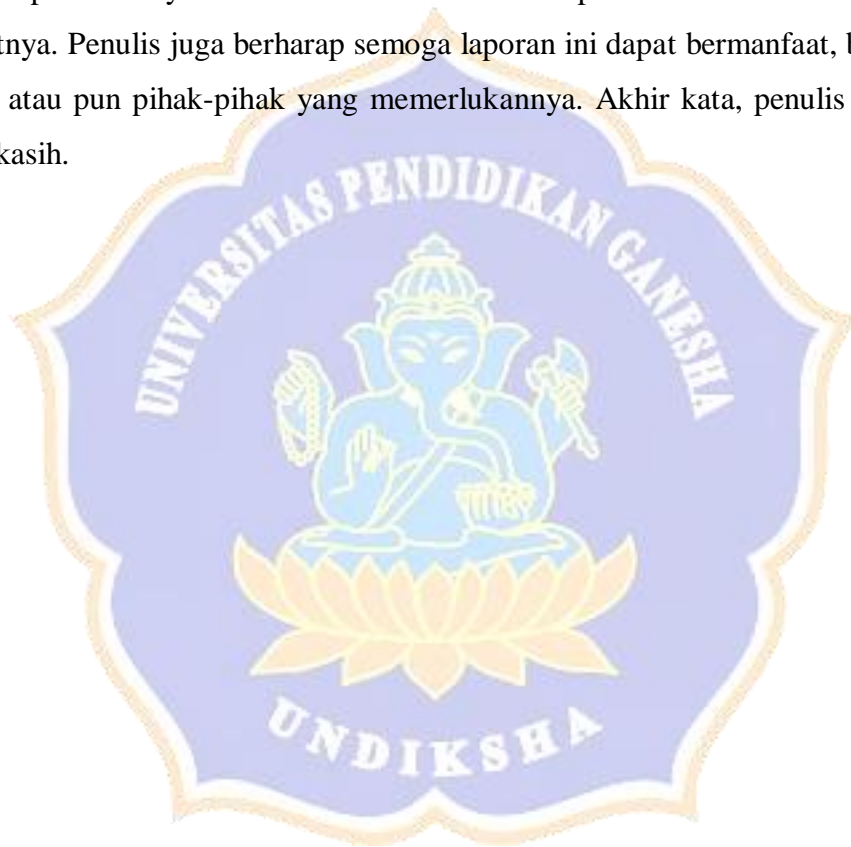 tnya. Penulis juga berharap semoga laporan ini dapat bermanfaat, b
atau pun pihak-pihak yang memerlukannya. Akhir kata, penulis
kasih.
UNIVERSITAS PENDIDIKAN GANESHA
UNDIKSHA